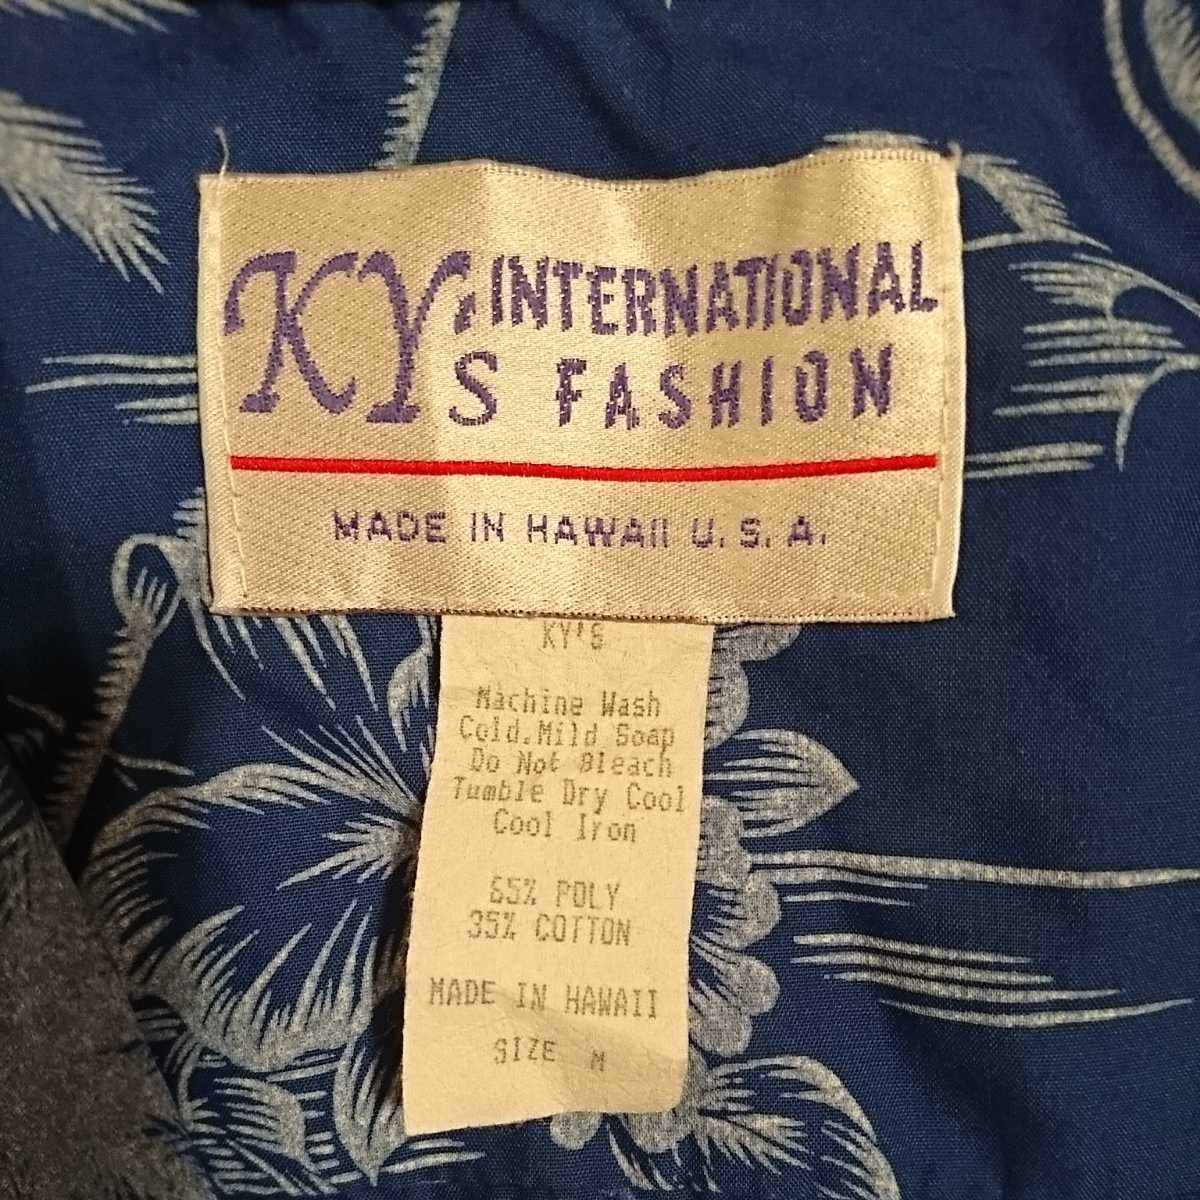 KY'S INTERNATIONAL
FASHION
MADE IN HAWAII U.S.A.
KY'S
Machine Wash
Cold.Mild Soap
Do Not Bleach
Tumble Dry Cool
Cool Iron
65% POLY
35% COTTON
MADE IN HAWAII
SIZE M